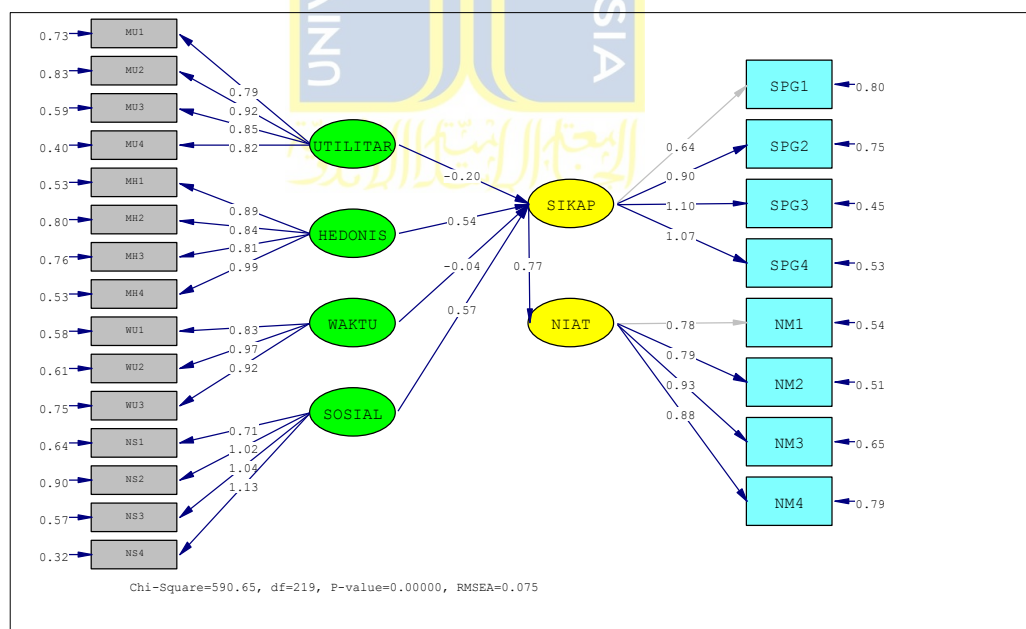 UNI
SIA
0.73 MU1
0.83 MU2
0.59 MU3
0.40 MU4
0.53 MH1
0.80 MH2
0.76 MH3
0.53 MH4
0.58 WU1
0.61 WU2
0.75 WU3
0.64 NS1
0.90 NS2
0.57 NS3
0.32 NS4
0.79
0.92
0.85
0.82
UTILITAR
0.89
0.84
0.81
0.99
HEDONIS
0.83
0.97
0.92
WAKTU
0.71
1.02
1.04
1.13
SOSIAL
-0.20
0.54
-0.04
0.57
SIKAP
0.77
NIAT
0.64
0.90
1.10
1.07
0.78
0.79
0.93
0.88
SPG1 0.80
SPG2 0.75
SPG3 0.45
SPG4 0.53
NM1 0.54
NM2 0.51
NM3 0.65
NM4 0.79
Chi-Square=590.65, df=219, P-value=0.00000, RMSEA=0.075